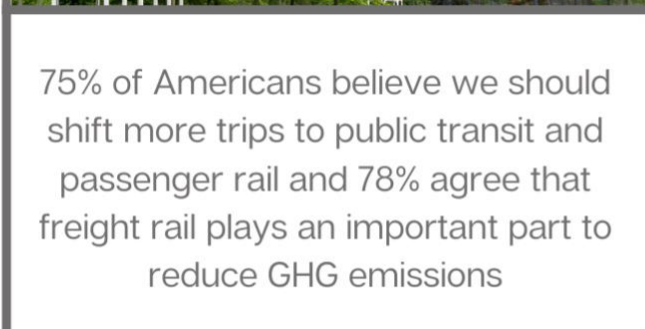 75% of Americans believe we should
shift more trips to public transit and
passenger rail and 78% agree that
freight rail plays an important part to
reduce GHG emissions